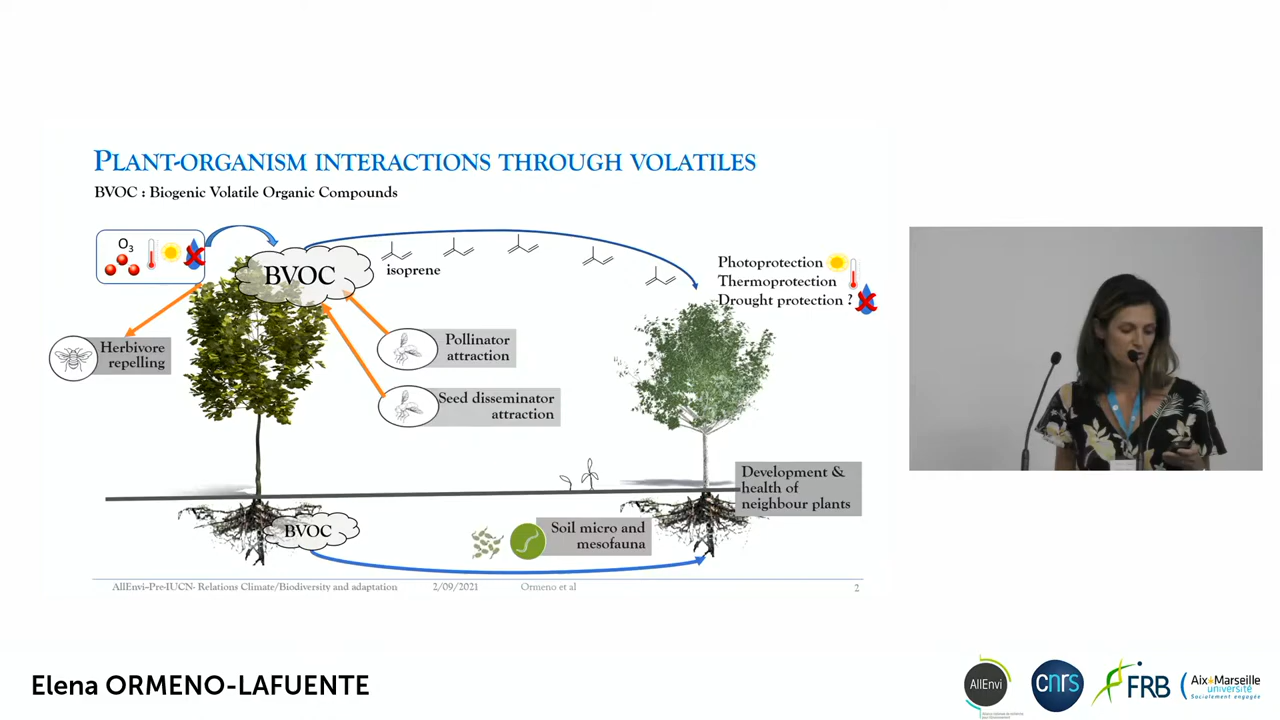 PLANT-ORGANISM INTERACTIONS THROUGH VOLATILES
BVOC : Biogenic Volatile Organic Compounds
O3
BVOC
isoprene
Photoprotection
Thermoprotection
Drought protection ?
Herbivore
repelling
Pollinator
attraction
Seed disseminator
attraction
Development &
health of
neighbour plants
BVOC
Soil micro and
mesofauna
AllEnvi-Pre-IUCN- Relations Climate/Biodiversity and adaptation
2/09/2021
Ormeno et al
2
Elena ORMENO-LAFUENTE
AllEnvi
cnrs
FRB
Aix Marseille
université
Socialement engagée